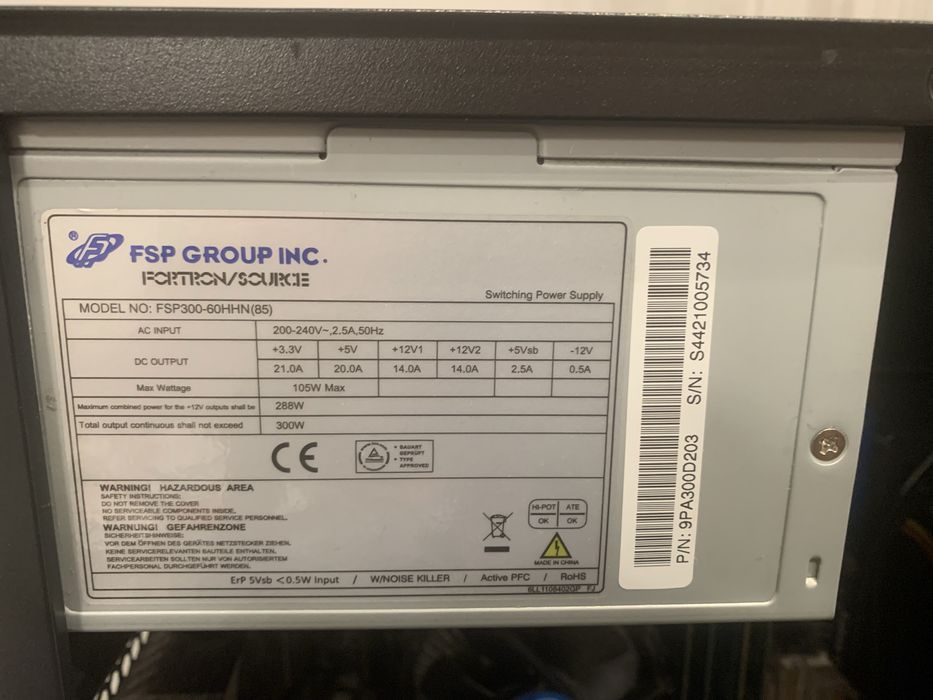 ® FSP GROUP INC.
FORTRON/SOURCE
Switching Power Supply
MODEL NO: FSP300-60HHN(85)
AC INPUT 200-240V~,2.5A,50Hz
DC OUTPUT +3.3V +5V +12V1 +12V2 +5Vsb -12V
21.0A 20.0A 14.0A 14.0A 2.5A 0.5A
Max Wattage 105W Max
Maximum combined power for the +12V outputs shall be 288W
Total output continuous shall not exceed 300W
CE
• BAUART
GEPRÜFT
• TYPE
APPROVED
WARNING! HAZARDOUS AREA
SAFETY INSTRUCTIONS:
DO NOT REMOVE THE COVER
NO SERVICEABLE COMPONENTS INSIDE,
REFER SERVICING TO QUALIFIED SERVICE PERSONNEL.
WARNUNG! GEFAHRENZONE
SICHERHEITSHINWEISE:
VOR DEM ÖFFNEN DES GERÄTES NETZSTECKER ZIEHEN.
KEINE SERVICERELEVANTEN BAUTEILE ENTHALTEN.
SERVICEARBEITEN SOLLTEN NUR VON AUTORISIERTEM
FACHPERSONAL DURCHGEFÜHRT WERDEN.
HI-POT ATE
OK OK
MADE IN CHINA
ErP 5Vsb <0.5W Input / W/NOISE KILLER / Active PFC / RoHS
6LL1108402GP FJ
S/N: S4421005734
P/N: 9PA300D203